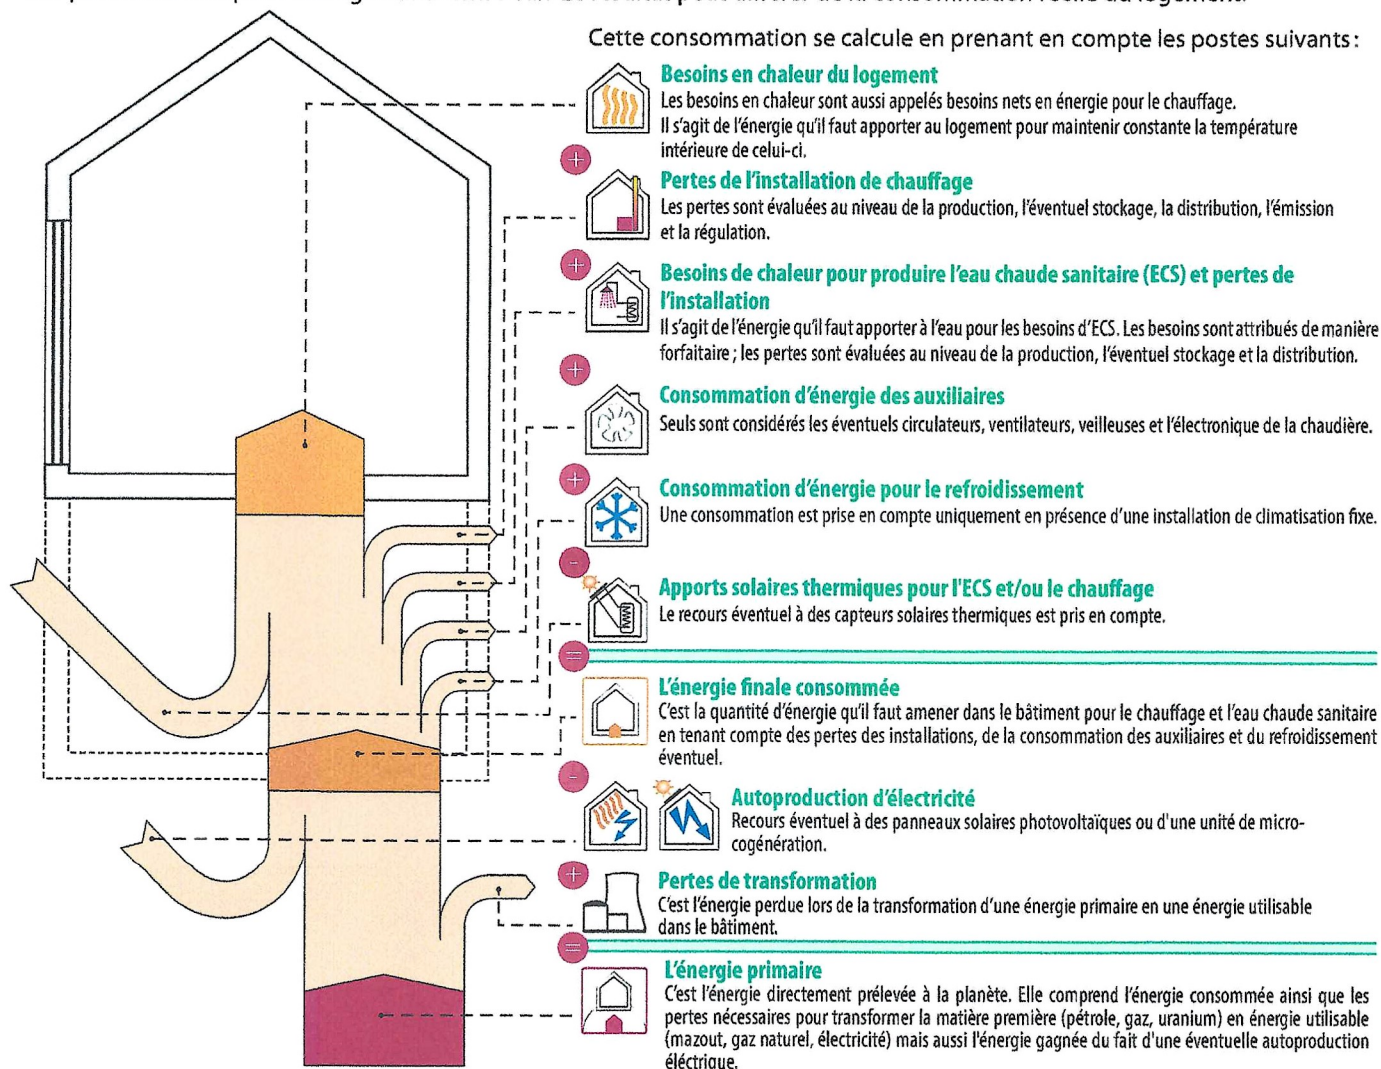 Cette consommation se calcule en prenant en compte les postes suivants :
Besoins en chaleur du logement
Les besoins en chaleur sont aussi appelés besoins nets en énergie pour le chauffage.
Il s'agit de l'énergie qu'il faut apporter au logement pour maintenir constante la température
intérieure de celui-ci.
+
Pertes de l'installation de chauffage
Les pertes sont évaluées au niveau de la production, l'éventuel stockage, la distribution, l'émission
et la régulation.
+
Besoins de chaleur pour produire l'eau chaude sanitaire (ECS) et pertes de
l'installation
Il s'agit de l'énergie qu'il faut apporter à l'eau pour les besoins d'ECS. Les besoins sont attribués de manière
forfaitaire ; les pertes sont évaluées au niveau de la production, l'éventuel stockage et la distribution.
+
Consommation d'énergie des auxiliaires
Seuls sont considérés les éventuels circulateurs, ventilateurs, veilleuses et l'électronique de la chaudière.
+
Consommation d'énergie pour le refroidissement
Une consommation est prise en compte uniquement en présence d'une installation de climatisation fixe.
-
Apports solaires thermiques pour l'ECS et/ou le chauffage
Le recours éventuel à des capteurs solaires thermiques est pris en compte.
=
L'énergie finale consommée
C'est la quantité d'énergie qu'il faut amener dans le bâtiment pour le chauffage et l'eau chaude sanitaire
en tenant compte des pertes des installations, de la consommation des auxiliaires et du refroidissement
éventuel.
-
Autoproduction d'électricité
Recours éventuel à des panneaux solaires photovoltaïques ou d'une unité de micro-
cogénération.
+
Pertes de transformation
C'est l'énergie perdue lors de la transformation d'une énergie primaire en une énergie utilisable
dans le bâtiment.
=
L'énergie primaire
C'est l'énergie directement prélevée à la planète. Elle comprend l'énergie consommée ainsi que les
pertes nécessaires pour transformer la matière première (pétrole, gaz, uranium) en énergie utilisable
(mazout, gaz naturel, électricité) mais aussi l'énergie gagnée du fait d'une éventuelle autoproduction
éléctrique.